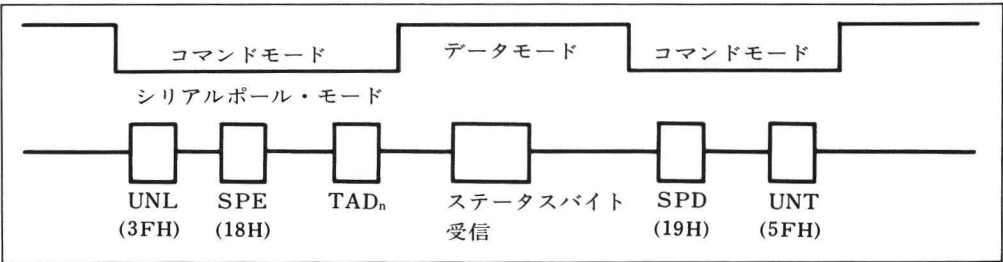 コマンドモード データモード コマンドモード
シリアルポール・モード
UNL SPE TADn ステータスバイト SPD UNT
(3FH) (18H) 受信 (19H) (5FH)